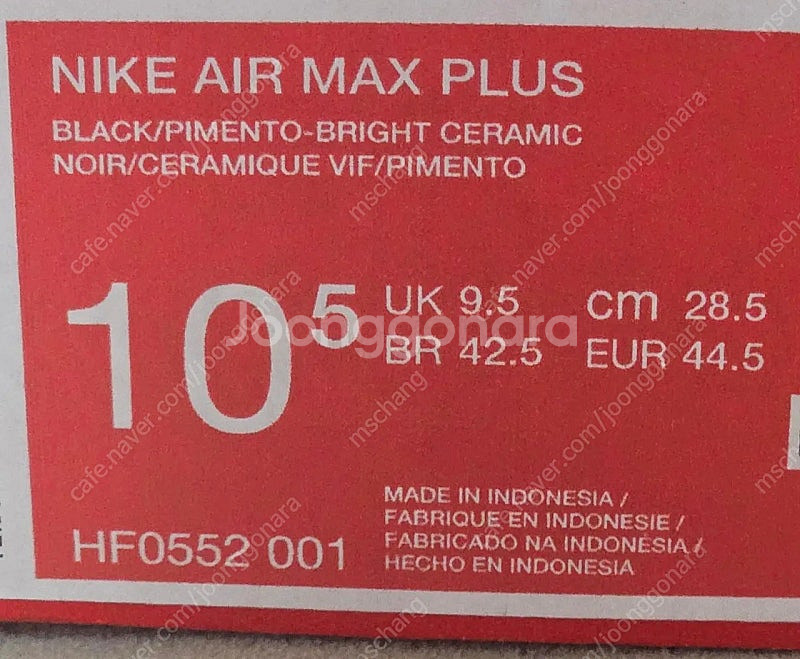 NIKE AIR MAX PLUS
BLACK/PIMENTO-BRIGHT CERAMIC
NOIR/CERAMIQUE VIF/PIMENTO
10 5
UK 9.5 cm 28.5
BR 42.5 EUR 44.5
HF0552 001
MADE IN INDONESIA /
FABRIQUE EN INDONESIE /
FABRICADO NA INDONESIA /
HECHO EN INDONESIA
Joonggonara
cafe.naver.com/joonggonara
mschang